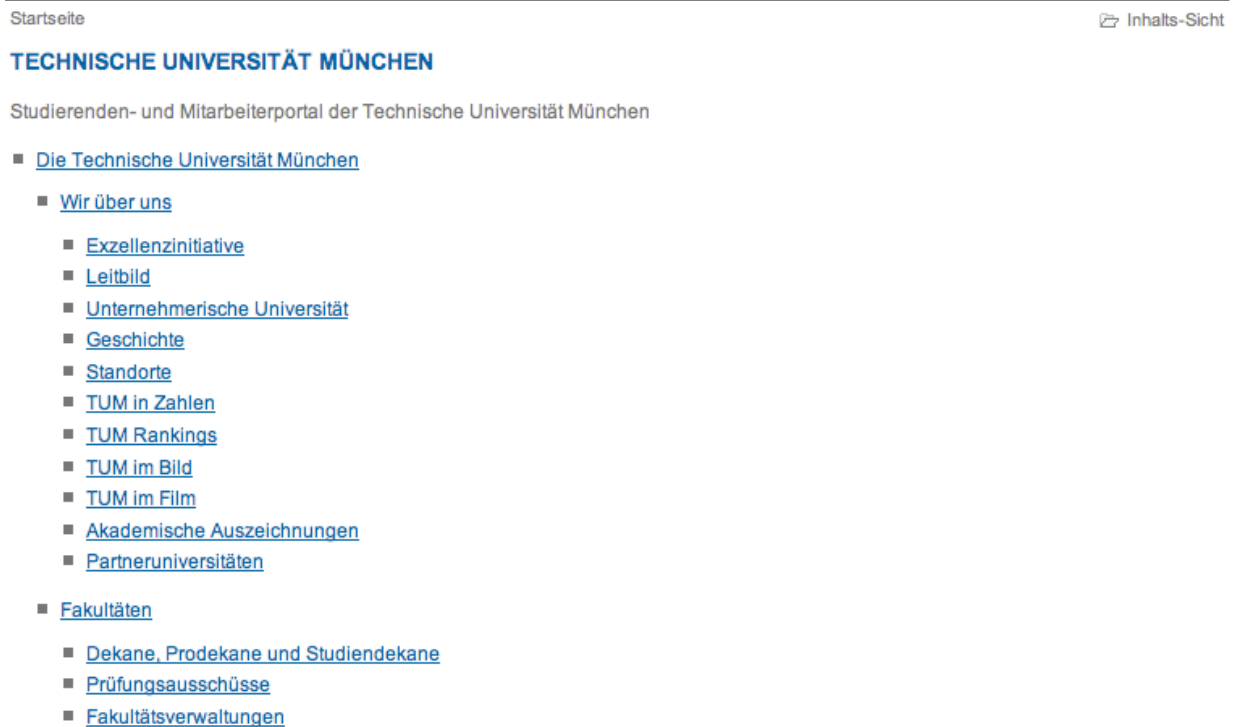 Startseite
Inhalts-Sicht
TECHNISCHE UNIVERSITÄT MÜNCHEN
Studierenden- und Mitarbeiterportal der Technische Universität München
Die Technische Universität München
Wir über uns
Exzellenzinitiative
Leitbild
Unternehmerische Universität
Geschichte
Standorte
TUM in Zahlen
TUM Rankings
TUM im Bild
TUM im Film
Akademische Auszeichnungen
Partneruniversitäten
Fakultäten
Dekane, Prodekane und Studiendekane
Prüfungsausschüsse
Fakultätsverwaltungen